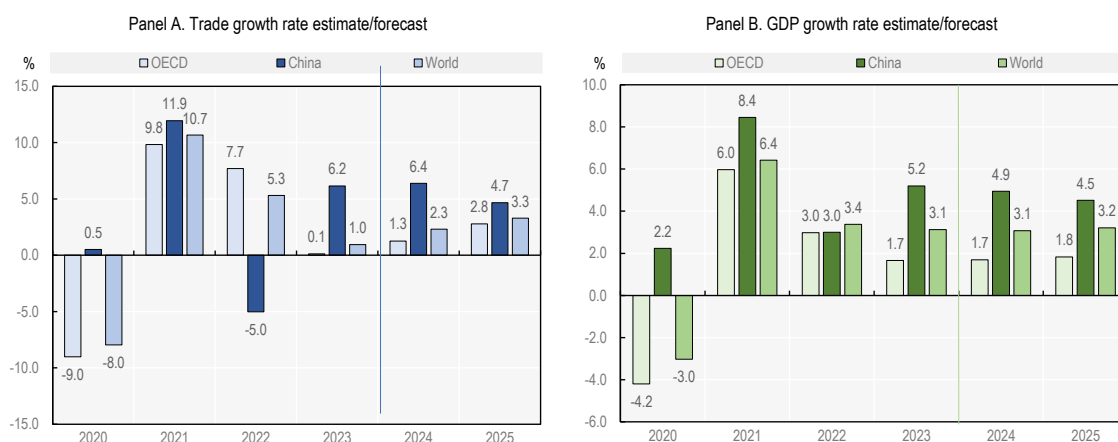 Panel A. Trade growth rate estimate/forecast
% OECD China World
15.0
10.0
5.0
0.0
-5.0
-10.0
-15.0
-9.0 0.5 -8.0
9.8 11.9 10.7
7.7 -5.0 5.3
0.1 6.2 1.0
1.3 6.4 2.3
2.8 4.7 3.3
2020 2021 2022 2023 2024 2025
Panel B. GDP growth rate estimate/forecast
% OECD China World
10.0
8.0
6.0
4.0
2.0
0.0
-2.0
-4.0
-6.0
-4.2 2.2 -3.0
6.0 8.4 6.4
3.0 3.0 3.4
1.7 5.2 3.1
1.7 4.9 3.1
1.8 4.5 3.2
2020 2021 2022 2023 2024 2025